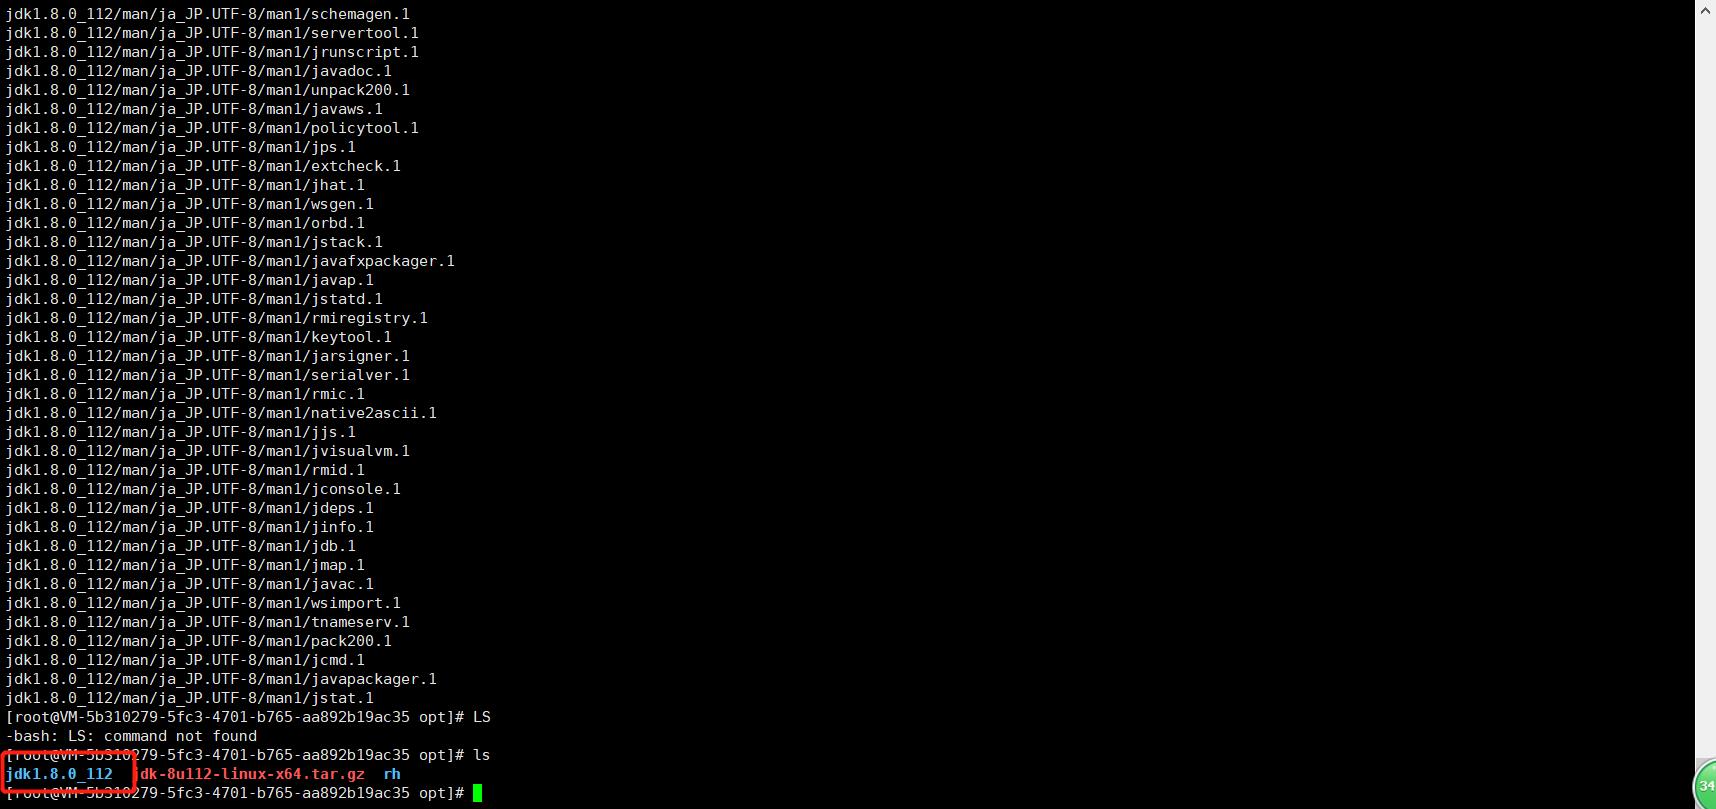 jdk1.8.0_112/man/ja_JP.UTF-8/man1/schemagen.1
jdk1.8.0_112/man/ja_JP.UTF-8/man1/servertool.1
jdk1.8.0_112/man/ja_JP.UTF-8/man1/jrunscript.1
jdk1.8.0_112/man/ja_JP.UTF-8/man1/javadoc.1
jdk1.8.0_112/man/ja_JP.UTF-8/man1/unpack200.1
jdk1.8.0_112/man/ja_JP.UTF-8/man1/javaws.1
jdk1.8.0_112/man/ja_JP.UTF-8/man1/policytool.1
jdk1.8.0_112/man/ja_JP.UTF-8/man1/jps.1
jdk1.8.0_112/man/ja_JP.UTF-8/man1/extcheck.1
jdk1.8.0_112/man/ja_JP.UTF-8/man1/jhat.1
jdk1.8.0_112/man/ja_JP.UTF-8/man1/wsgen.1
jdk1.8.0_112/man/ja_JP.UTF-8/man1/orbd.1
jdk1.8.0_112/man/ja_JP.UTF-8/man1/jstack.1
jdk1.8.0_112/man/ja_JP.UTF-8/man1/javafxpackager.1
jdk1.8.0_112/man/ja_JP.UTF-8/man1/javap.1
jdk1.8.0_112/man/ja_JP.UTF-8/man1/jstatd.1
jdk1.8.0_112/man/ja_JP.UTF-8/man1/rmiregistry.1
jdk1.8.0_112/man/ja_JP.UTF-8/man1/keytool.1
jdk1.8.0_112/man/ja_JP.UTF-8/man1/jarsigner.1
jdk1.8.0_112/man/ja_JP.UTF-8/man1/serialver.1
jdk1.8.0_112/man/ja_JP.UTF-8/man1/rmic.1
jdk1.8.0_112/man/ja_JP.UTF-8/man1/native2ascii.1
jdk1.8.0_112/man/ja_JP.UTF-8/man1/jjs.1
jdk1.8.0_112/man/ja_JP.UTF-8/man1/jvisualvm.1
jdk1.8.0_112/man/ja_JP.UTF-8/man1/rmid.1
jdk1.8.0_112/man/ja_JP.UTF-8/man1/jconsole.1
jdk1.8.0_112/man/ja_JP.UTF-8/man1/jdeps.1
jdk1.8.0_112/man/ja_JP.UTF-8/man1/jinfo.1
jdk1.8.0_112/man/ja_JP.UTF-8/man1/jdb.1
jdk1.8.0_112/man/ja_JP.UTF-8/man1/jmap.1
jdk1.8.0_112/man/ja_JP.UTF-8/man1/javac.1
jdk1.8.0_112/man/ja_JP.UTF-8/man1/wsimport.1
jdk1.8.0_112/man/ja_JP.UTF-8/man1/tnameserv.1
jdk1.8.0_112/man/ja_JP.UTF-8/man1/pack200.1
jdk1.8.0_112/man/ja_JP.UTF-8/man1/jcmd.1
jdk1.8.0_112/man/ja_JP.UTF-8/man1/javapackager.1
jdk1.8.0_112/man/ja_JP.UTF-8/man1/jstat.1
[root@VM-5b310279-5fc3-4701-b765-aa892b19ac35 opt]# LS
-bash: LS: command not found
[root@VM-5b310279-5fc3-4701-b765-aa892b19ac35 opt]# ls
jdk1.8.0_112  jdk-8u112-linux-x64.tar.gz  rh
[root@VM-5b310279-5fc3-4701-b765-aa892b19ac35 opt]#
34